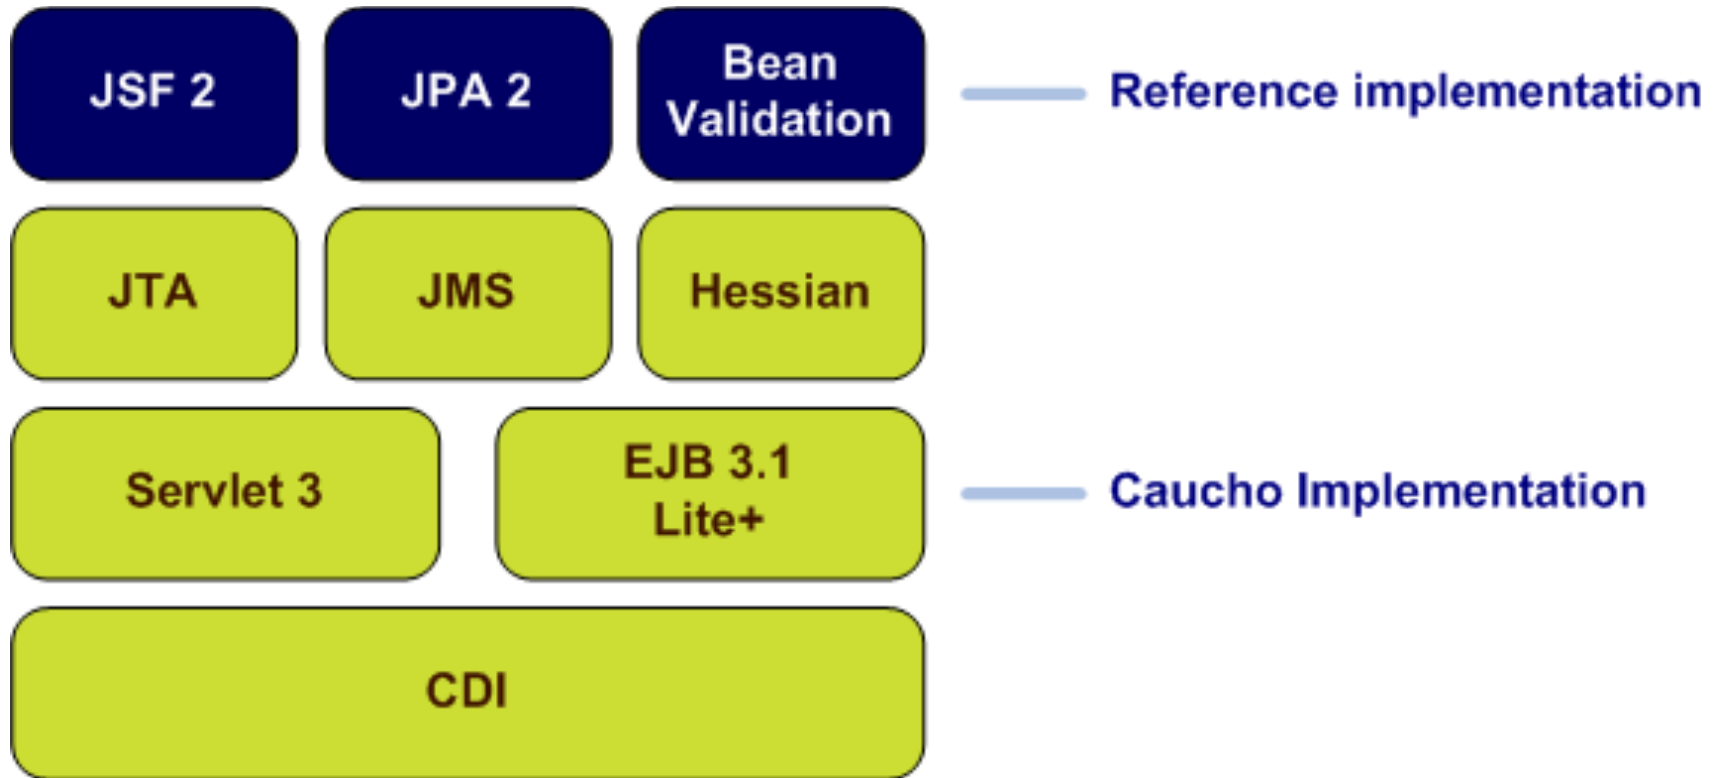 JSF 2
JPA 2
Bean
Validation
Reference implementation
JTA
JMS
Hessian
Servlet 3
EJB 3.1
Lite+
Caucho Implementation
CDI